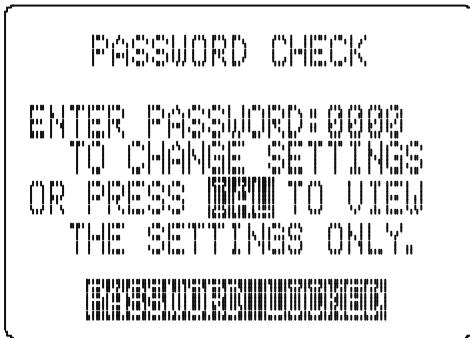 PASSWORD CHECK
ENTER PASSWORD:0000
TO CHANGE SETTINGS
OR PRESS TO VIEW
THE SETTINGS ONLY.